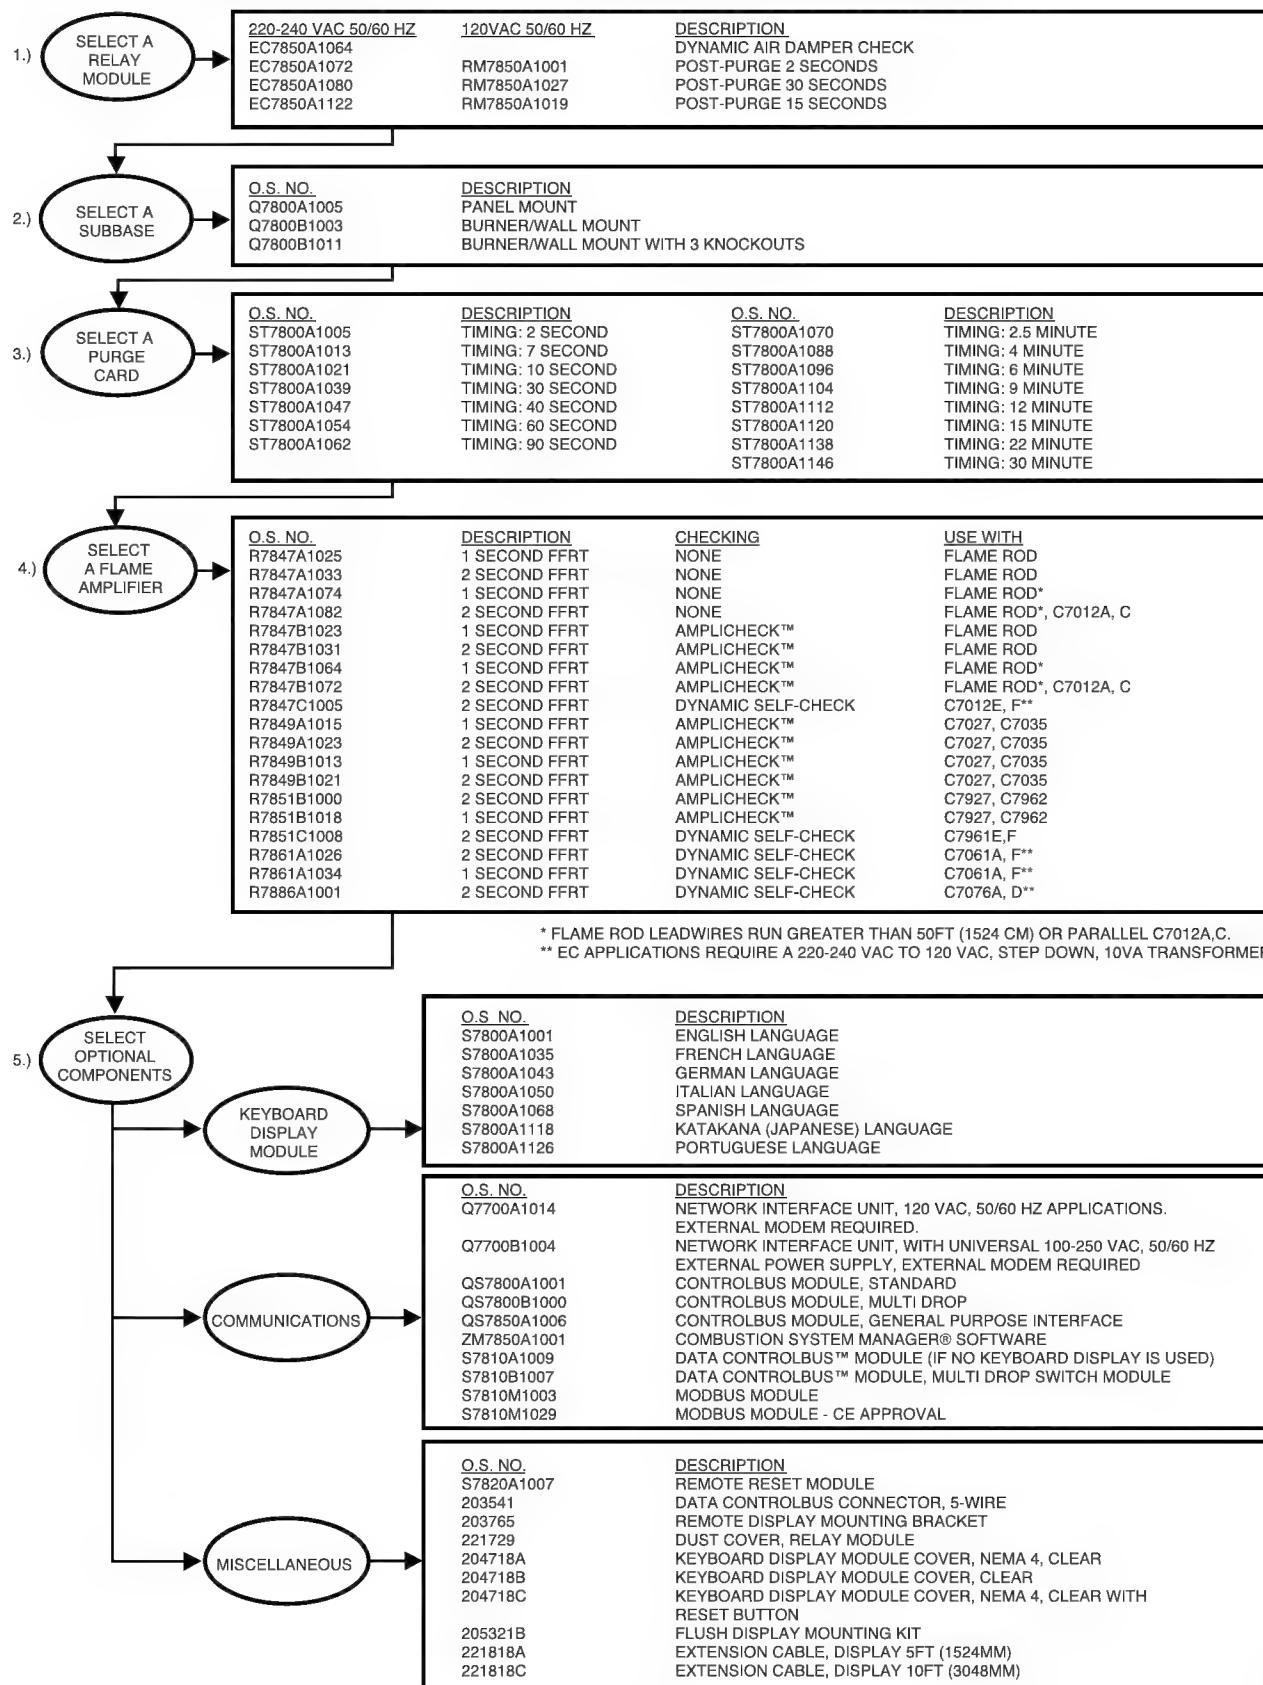 1.)
SELECT A
RELAY
MODULE
220-240 VAC 50/60 HZ 120VAC 50/60 HZ DESCRIPTION
EC7850A1064 DYNAMIC AIR DAMPER CHECK
EC7850A1072 RM7850A1001 POST-PURGE 2 SECONDS
EC7850A1080 RM7850A1027 POST-PURGE 30 SECONDS
EC7850A1122 RM7850A1019 POST-PURGE 15 SECONDS
2.)
SELECT A
SUBBASE
O.S. NO. DESCRIPTION
Q7800A1005 PANEL MOUNT
Q7800B1003 BURNER/WALL MOUNT
Q7800B1011 BURNER/WALL MOUNT WITH 3 KNOCKOUTS
3.)
SELECT A
PURGE
CARD
O.S. NO. DESCRIPTION O.S. NO. DESCRIPTION
ST7800A1005 TIMING: 2 SECOND ST7800A1070 TIMING: 2.5 MINUTE
ST7800A1013 TIMING: 7 SECOND ST7800A1088 TIMING: 4 MINUTE
ST7800A1021 TIMING: 10 SECOND ST7800A1096 TIMING: 6 MINUTE
ST7800A1039 TIMING: 30 SECOND ST7800A1104 TIMING: 9 MINUTE
ST7800A1047 TIMING: 40 SECOND ST7800A1112 TIMING: 12 MINUTE
ST7800A1054 TIMING: 60 SECOND ST7800A1120 TIMING: 15 MINUTE
ST7800A1062 TIMING: 90 SECOND ST7800A1138 TIMING: 22 MINUTE
ST7800A1146 TIMING: 30 MINUTE
4.)
SELECT
A FLAME
AMPLIFIER
O.S. NO. DESCRIPTION CHECKING USE WITH
R7847A1025 1 SECOND FFRT NONE FLAME ROD
R7847A1033 2 SECOND FFRT NONE FLAME ROD
R7847A1074 1 SECOND FFRT NONE FLAME ROD*
R7847A1082 2 SECOND FFRT NONE FLAME ROD*, C7012A, C
R7847B1023 1 SECOND FFRT AMPLICHECK™ FLAME ROD
R7847B1031 2 SECOND FFRT AMPLICHECK™ FLAME ROD
R7847B1064 1 SECOND FFRT AMPLICHECK™ FLAME ROD*
R7847B1072 2 SECOND FFRT AMPLICHECK™ FLAME ROD*, C7012A, C
R7847C1005 2 SECOND FFRT DYNAMIC SELF-CHECK C7012E, F**
R7849A1015 1 SECOND FFRT AMPLICHECK™ C7027, C7035
R7849A1023 2 SECOND FFRT AMPLICHECK™ C7027, C7035
R7849B1013 1 SECOND FFRT AMPLICHECK™ C7027, C7035
R7849B1021 2 SECOND FFRT AMPLICHECK™ C7027, C7035
R7851B1000 2 SECOND FFRT AMPLICHECK™ C7927, C7962
R7851B1018 1 SECOND FFRT AMPLICHECK™ C7927, C7962
R7851C1008 2 SECOND FFRT DYNAMIC SELF-CHECK C7961E,F
R7861A1026 2 SECOND FFRT DYNAMIC SELF-CHECK C7061A, F**
R7861A1034 1 SECOND FFRT DYNAMIC SELF-CHECK C7061A, F**
R7886A1001 2 SECOND FFRT DYNAMIC SELF-CHECK C7076A, D**
* FLAME ROD LEADWIRES RUN GREATER THAN 50FT (1524 CM) OR PARALLEL C7012A,C.
** EC APPLICATIONS REQUIRE A 220-240 VAC TO 120 VAC, STEP DOWN, 10VA TRANSFORMER
5.)
SELECT
OPTIONAL
COMPONENTS
KEYBOARD
DISPLAY
MODULE
O.S NO. DESCRIPTION
S7800A1001 ENGLISH LANGUAGE
S7800A1035 FRENCH LANGUAGE
S7800A1043 GERMAN LANGUAGE
S7800A1050 ITALIAN LANGUAGE
S7800A1068 SPANISH LANGUAGE
S7800A1118 KATAKANA (JAPANESE) LANGUAGE
S7800A1126 PORTUGUESE LANGUAGE
COMMUNICATIONS
O.S. NO. DESCRIPTION
Q7700A1014 NETWORK INTERFACE UNIT, 120 VAC, 50/60 HZ APPLICATIONS.
EXTERNAL MODEM REQUIRED.
Q7700B1004 NETWORK INTERFACE UNIT, WITH UNIVERSAL 100-250 VAC, 50/60 HZ
EXTERNAL POWER SUPPLY, EXTERNAL MODEM REQUIRED
QS7800A1001 CONTROLBUS MODULE, STANDARD
QS7800B1000 CONTROLBUS MODULE, MULTI DROP
QS7850A1006 CONTROLBUS MODULE, GENERAL PURPOSE INTERFACE
ZM7850A1001 COMBUSTION SYSTEM MANAGER® SOFTWARE
S7810A1009 DATA CONTROLBUS™ MODULE (IF NO KEYBOARD DISPLAY IS USED)
S7810B1007 DATA CONTROLBUS™ MODULE, MULTI DROP SWITCH MODULE
S7810M1003 MODBUS MODULE
S7810M1029 MODBUS MODULE - CE APPROVAL
MISCELLANEOUS
O.S. NO. DESCRIPTION
S7820A1007 REMOTE RESET MODULE
203541 DATA CONTROLBUS CONNECTOR, 5-WIRE
203765 REMOTE DISPLAY MOUNTING BRACKET
221729 DUST COVER, RELAY MODULE
204718A KEYBOARD DISPLAY MODULE COVER, NEMA 4, CLEAR
204718B KEYBOARD DISPLAY MODULE COVER, CLEAR
204718C KEYBOARD DISPLAY MODULE COVER, NEMA 4, CLEAR WITH
RESET BUTTON
205321B FLUSH DISPLAY MOUNTING KIT
221818A EXTENSION CABLE, DISPLAY 5FT (1524MM)
221818C EXTENSION CABLE, DISPLAY 10FT (3048MM)